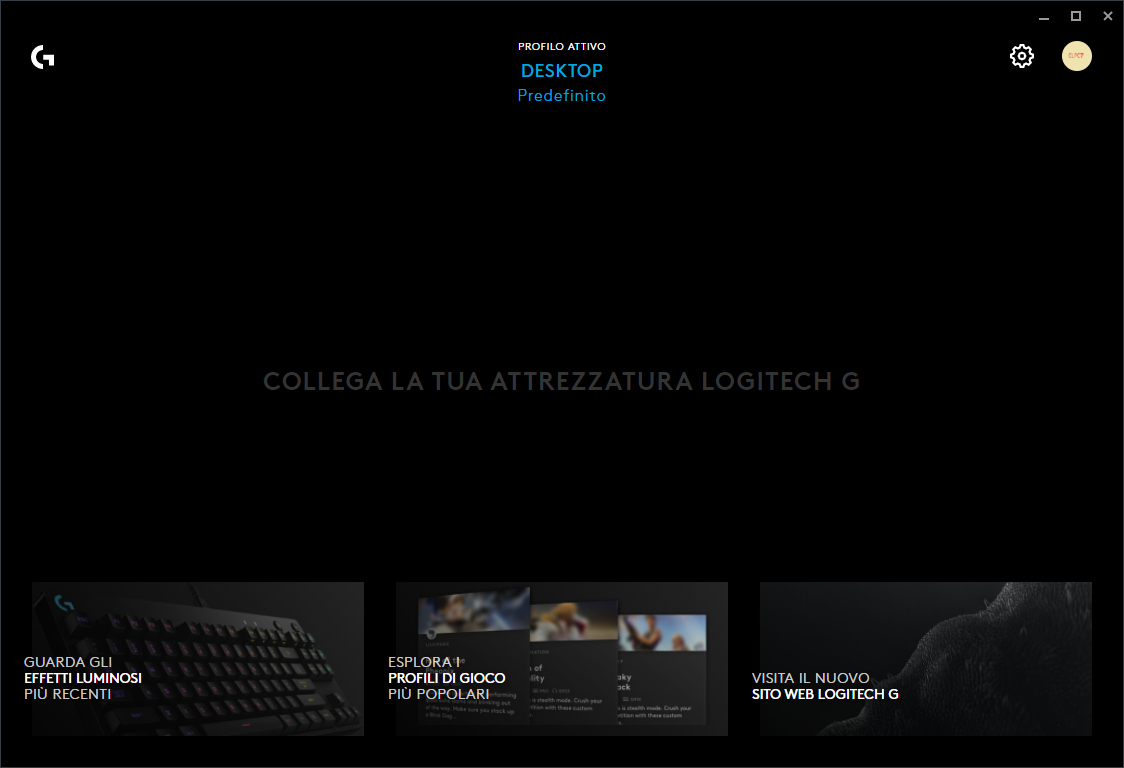 PROFILO ATTIVO
DESKTOP
Predefinito
COLLEGA LA TUA ATTREZZATURA LOGITECH G
GUARDA GLI
EFFETTI LUMINOSI
PIÙ RECENTI
ESPLORA I
PROFILI DI GIOCO
PIÙ POPOLARI
VISITA IL NUOVO
SITO WEB LOGITECH G